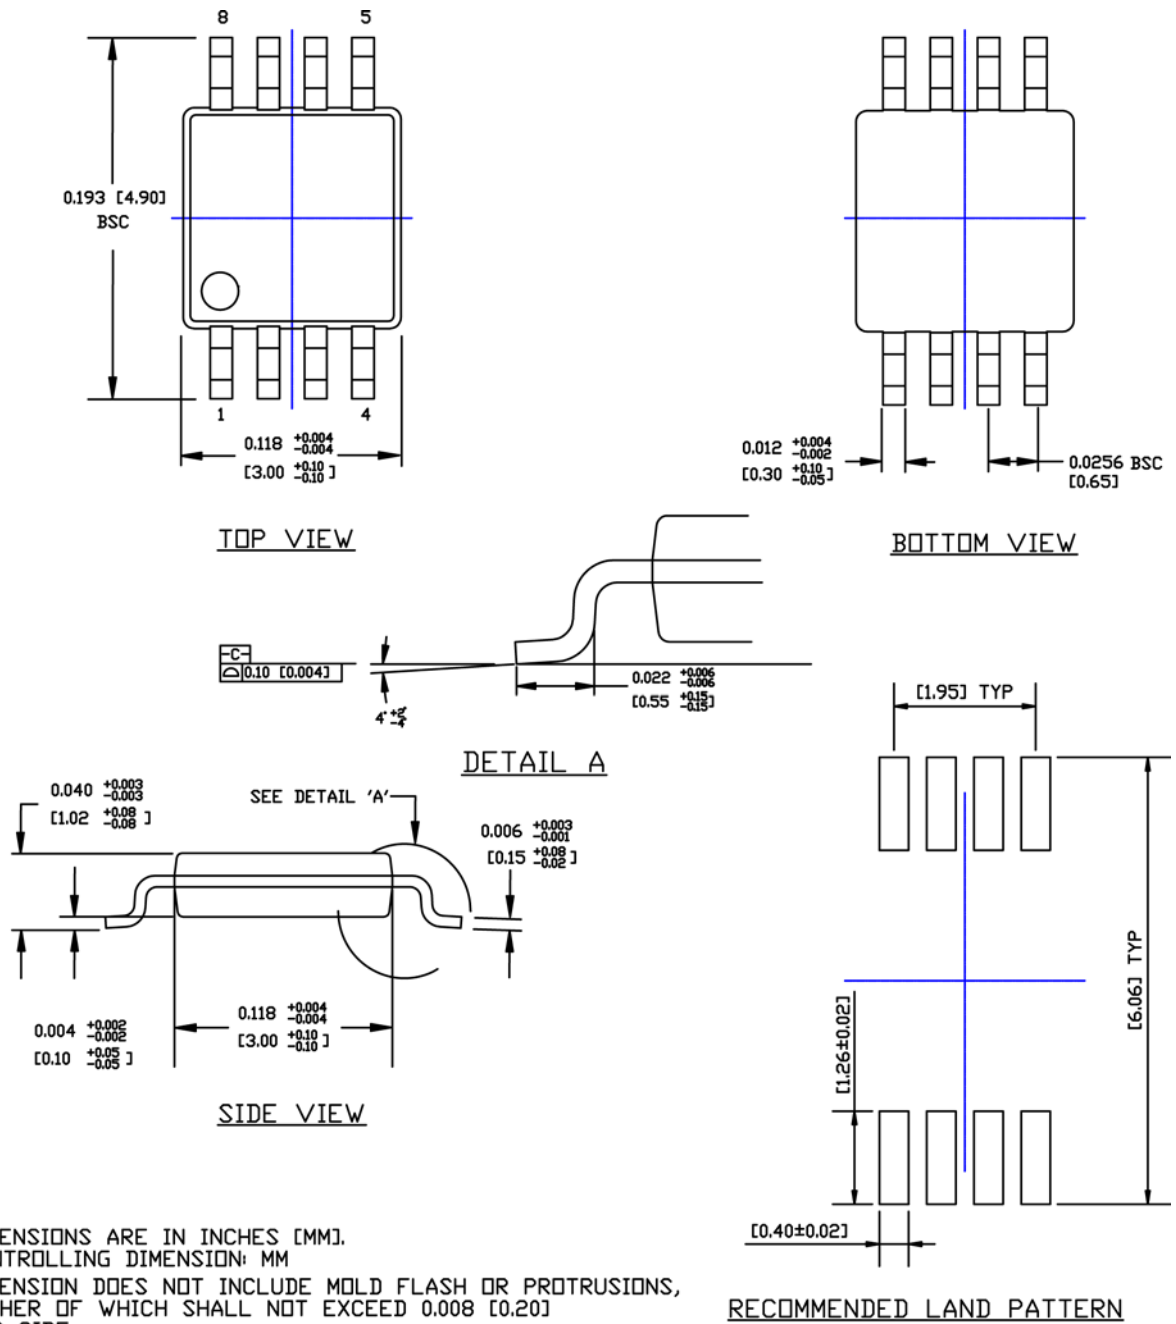 8 5
0.193 [4.90]
BSC
1 4
0.118 +0.004 -0.004
[3.00 +0.10 -0.10 ]
TOP VIEW
0.012 +0.004 -0.002
[0.30 +0.10 -0.05]
0.0256 BSC
[0.65]
BOTTOM VIEW
-C-
0.10 [0.004]
0.022 +0.006 -0.006
[0.55 +0.15 -0.15]
DETAIL A
0.040 +0.003 -0.003
[1.02 +0.08 -0.08 ]
SEE DETAIL 'A'
0.006 +0.003 -0.001
[0.15 +0.08 -0.02 ]
0.004 +0.002 -0.002
[0.10 +0.05 -0.05 ]
0.118 +0.004 -0.004
[3.00 +0.10 -0.10 ]
SIDE VIEW
[1.95] TYP
[6.06] TYP
[1.26±0.02]
[0.40±0.02]
RECOMMENDED LAND PATTERN
ENSIONS ARE IN INCHES [MM].
NTROLLING DIMENSION: MM
ENSION DOES NOT INCLUDE MOLD FLASH OR PROTRUSIONS,
HER OF WHICH SHALL NOT EXCEED 0.008 [0.20]